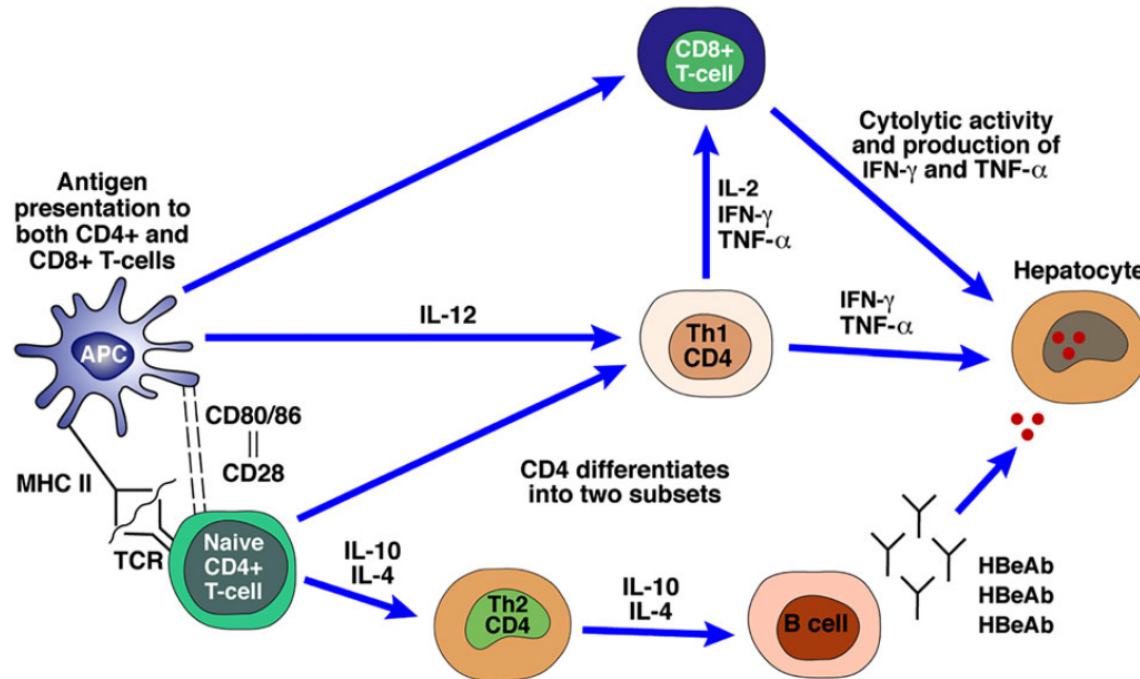 CD8+
T-cell
Cytolytic activity
and production of
IFN-γ and TNF-α
Antigen
presentation to
both CD4+ and
CD8+ T-cells
IL-2
IFN-γ
TNF-α
Hepatocyte
APC
IL-12
Th1
CD4
IFN-γ
TNF-α
CD80/86
CD28
MHC II
TCR
CD4 differentiates
into two subsets
Naive
CD4+
T-cell
IL-10
IL-4
Th2
CD4
IL-10
IL-4
B cell
HBeAb
HBeAb
HBeAb